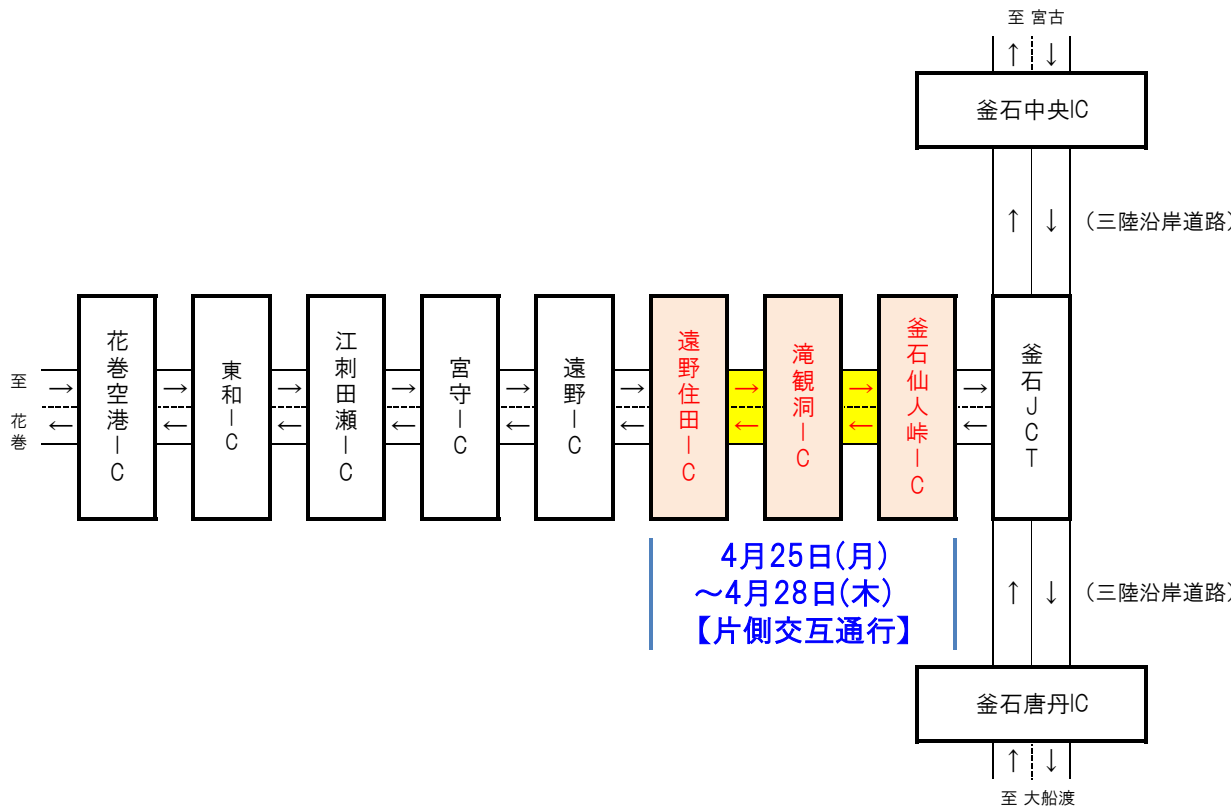 至 宮古
↑ ↓
釜石中央IC
↑ ↓ (三陸沿岸道路)
至 花巻
→ ←
花巻空港IC
→ ←
東和IC
→ ←
江刺田瀬IC
→ ←
宮守IC
→ ←
遠野IC
→ ←
遠野住田IC
→ ←
滝観洞IC
→ ←
釜石仙人峠IC
→ ←
釜石JCT
4月25日(月)
～4月28日(木)
【片側交互通行】
↑ ↓ (三陸沿岸道路)
釜石唐丹IC
↑ ↓
至 大船渡